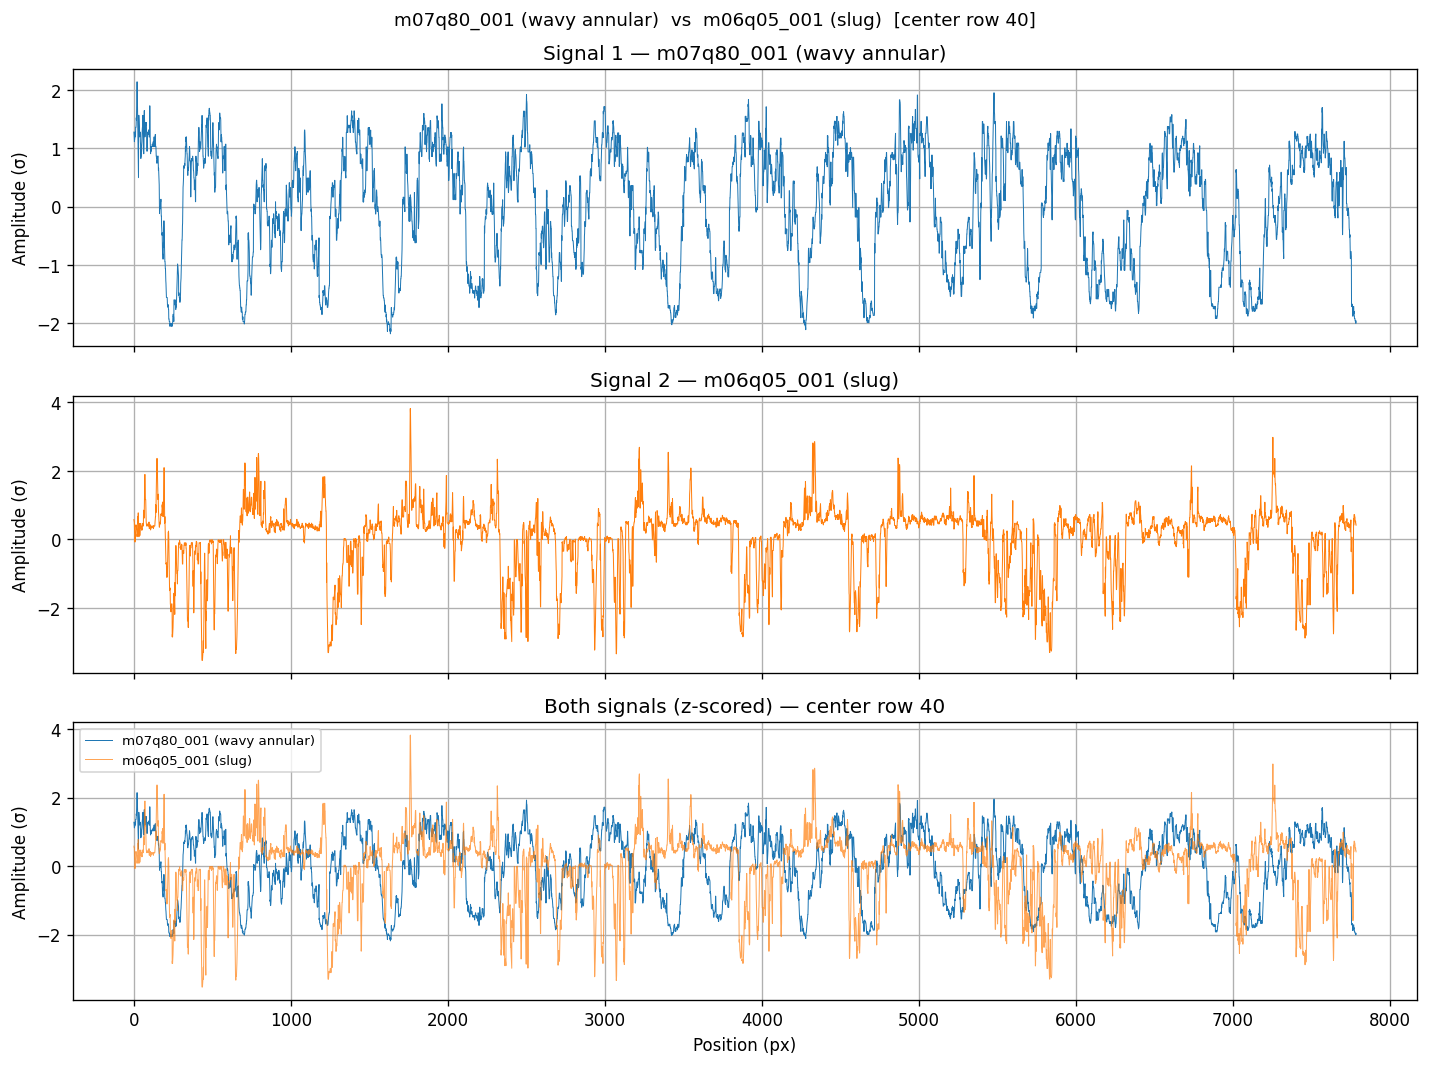 m07q80_001 (wavy annular)  vs  m06q05_001 (slug)  [center row 40]
Signal 1 — m07q80_001 (wavy annular)
Amplitude (σ)
2
1
0
−1
−2
Signal 2 — m06q05_001 (slug)
Amplitude (σ)
4
2
0
−2
Both signals (z-scored) — center row 40
m07q80_001 (wavy annular)
m06q05_001 (slug)
Amplitude (σ)
4
2
0
−2
0 1000 2000 3000 4000 5000 6000 7000 8000
Position (px)